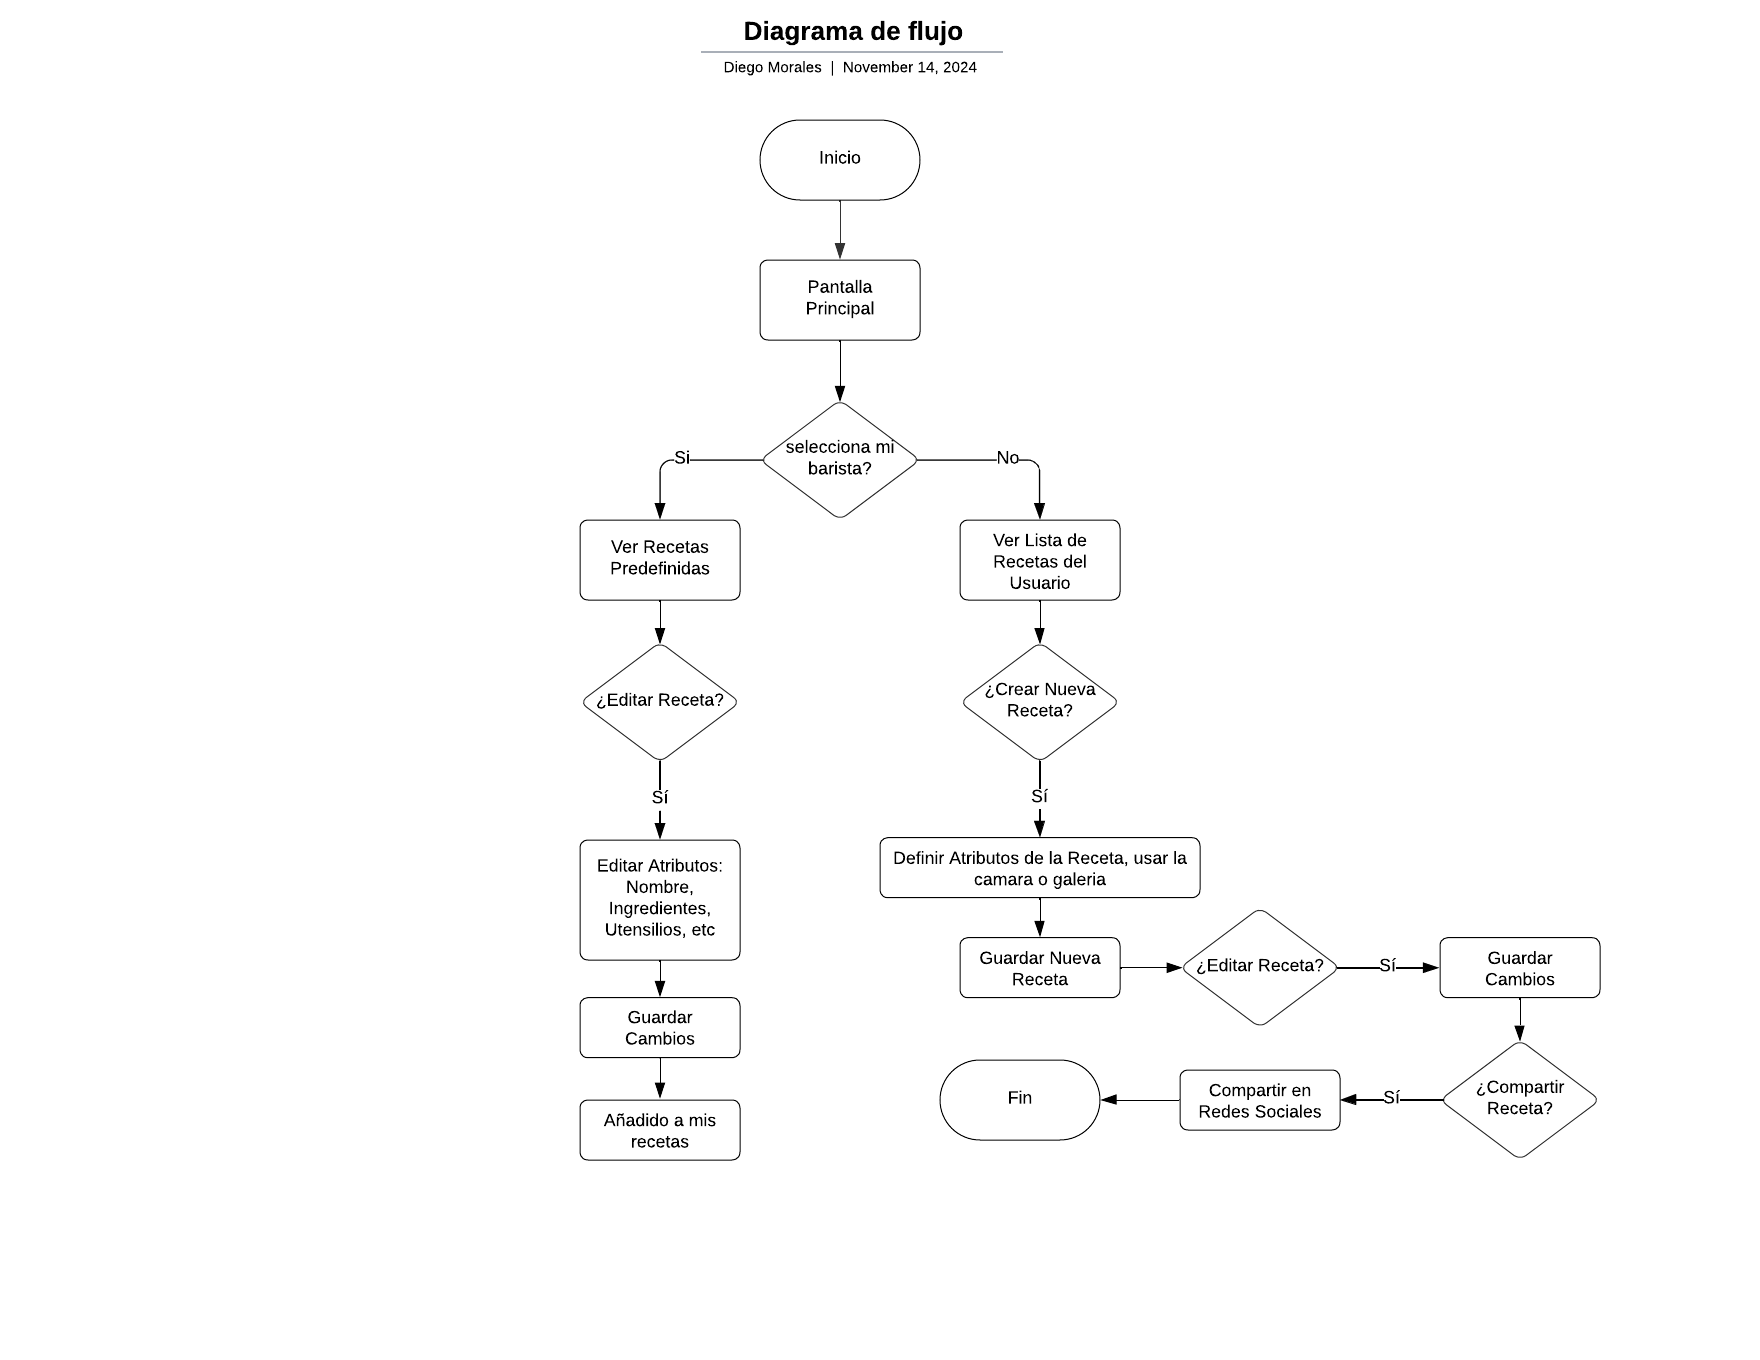 Diagrama de flujo
Diego Morales | November 14, 2024
Inicio
Pantalla
Principal
selecciona mi
barista?
Si
No
Ver Recetas
Predefinidas
Ver Lista de
Recetas del
Usuario
¿Editar Receta?
¿Crear Nueva
Receta?
Sí
Sí
Editar Atributos:
Nombre,
Ingredientes,
Utensilios, etc
Definir Atributos de la Receta, usar la
camara o galeria
Guardar Nueva
Receta
¿Editar Receta?
Sí
Guardar
Cambios
Guardar
Cambios
¿Compartir
Receta?
Sí
Compartir en
Redes Sociales
Fin
Añadido a mis
recetas